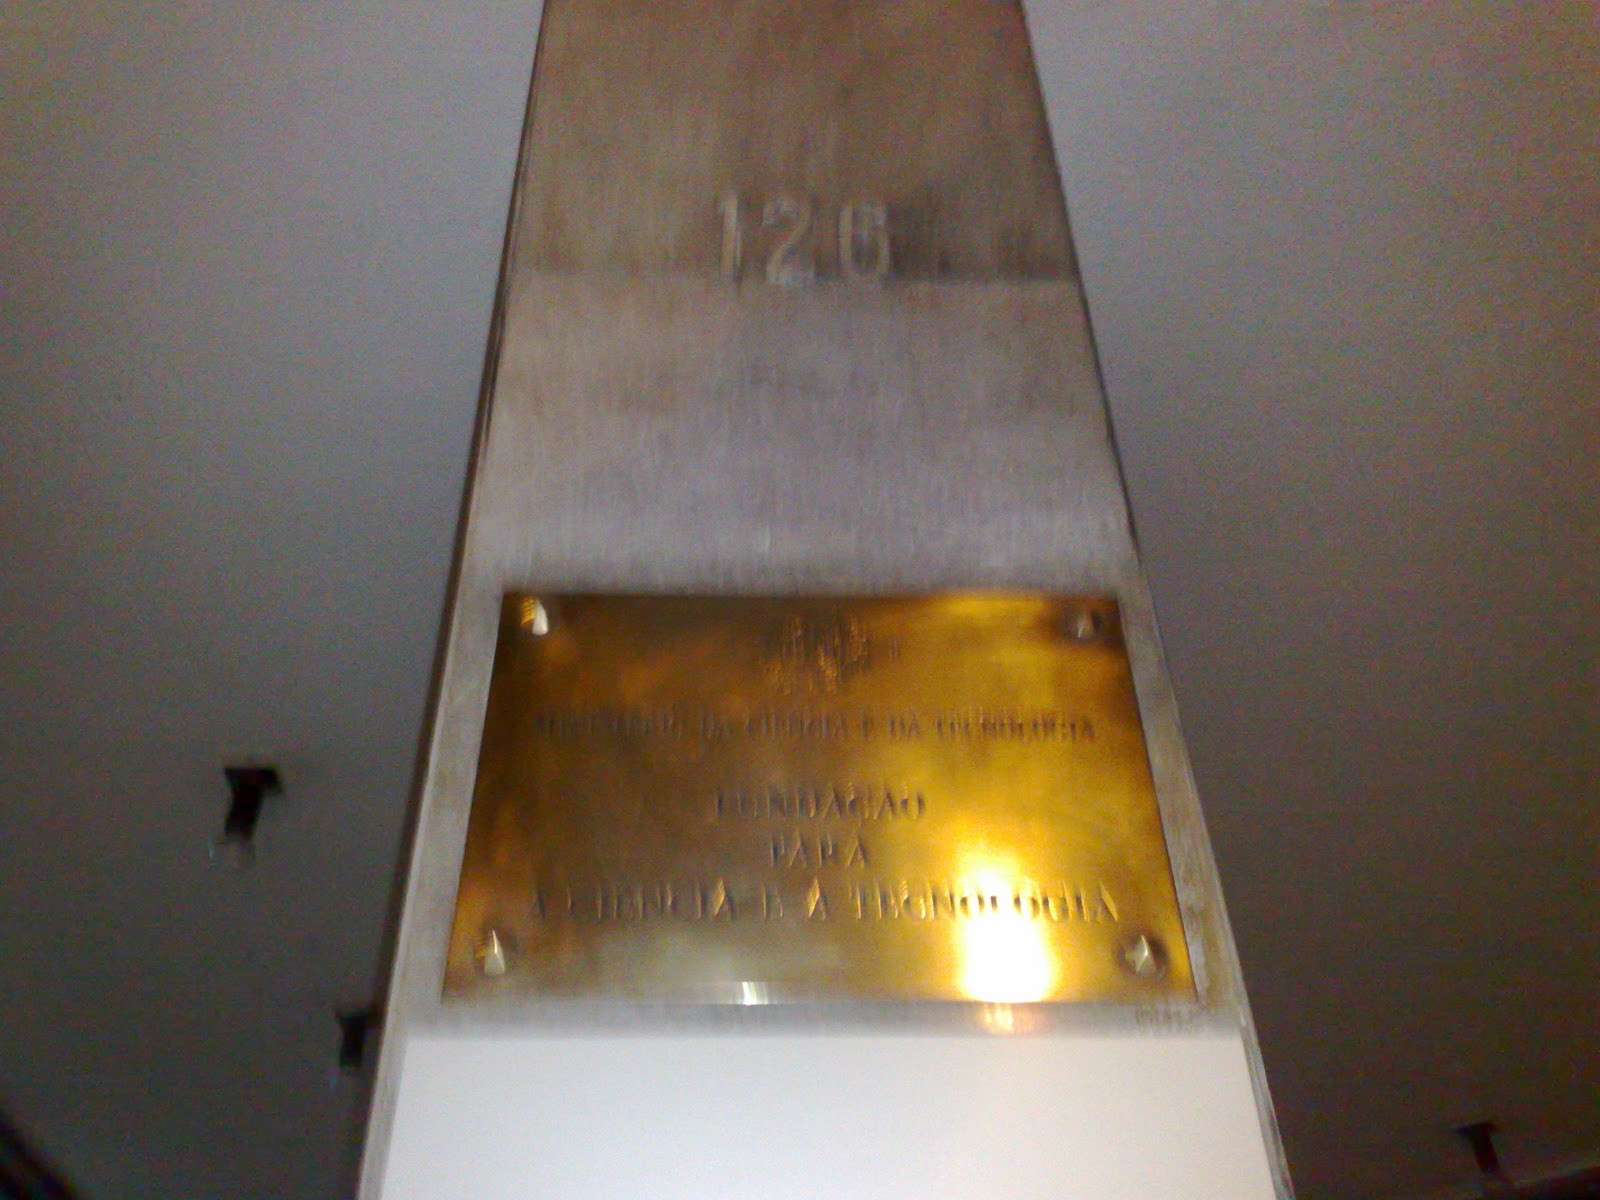 126
MINISTÉRIO DA CIÊNCIA E DA TECNOLOGIA
FUNDAÇÃO
PARA
A CIÊNCIA E A TECNOLOGIA